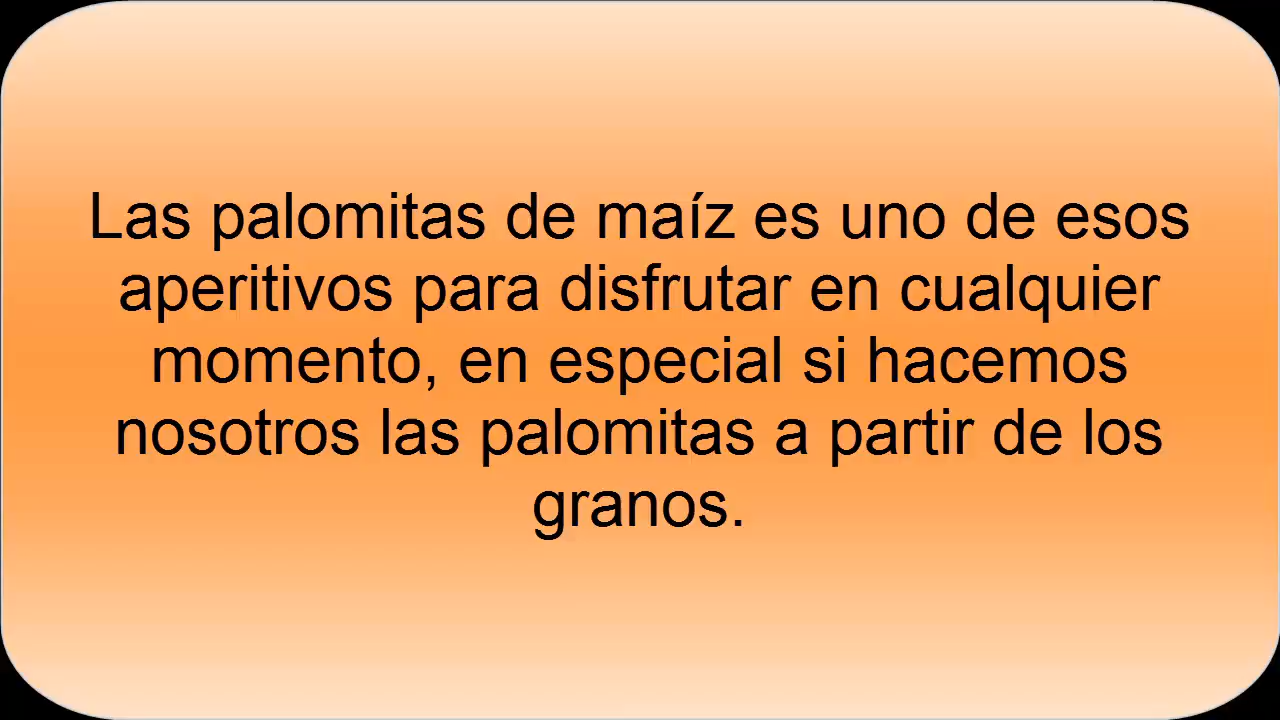 Las palomitas de maíz es uno de esos
aperitivos para disfrutar en cualquier
momento, en especial si hacemos
nosotros las palomitas a partir de los
granos.